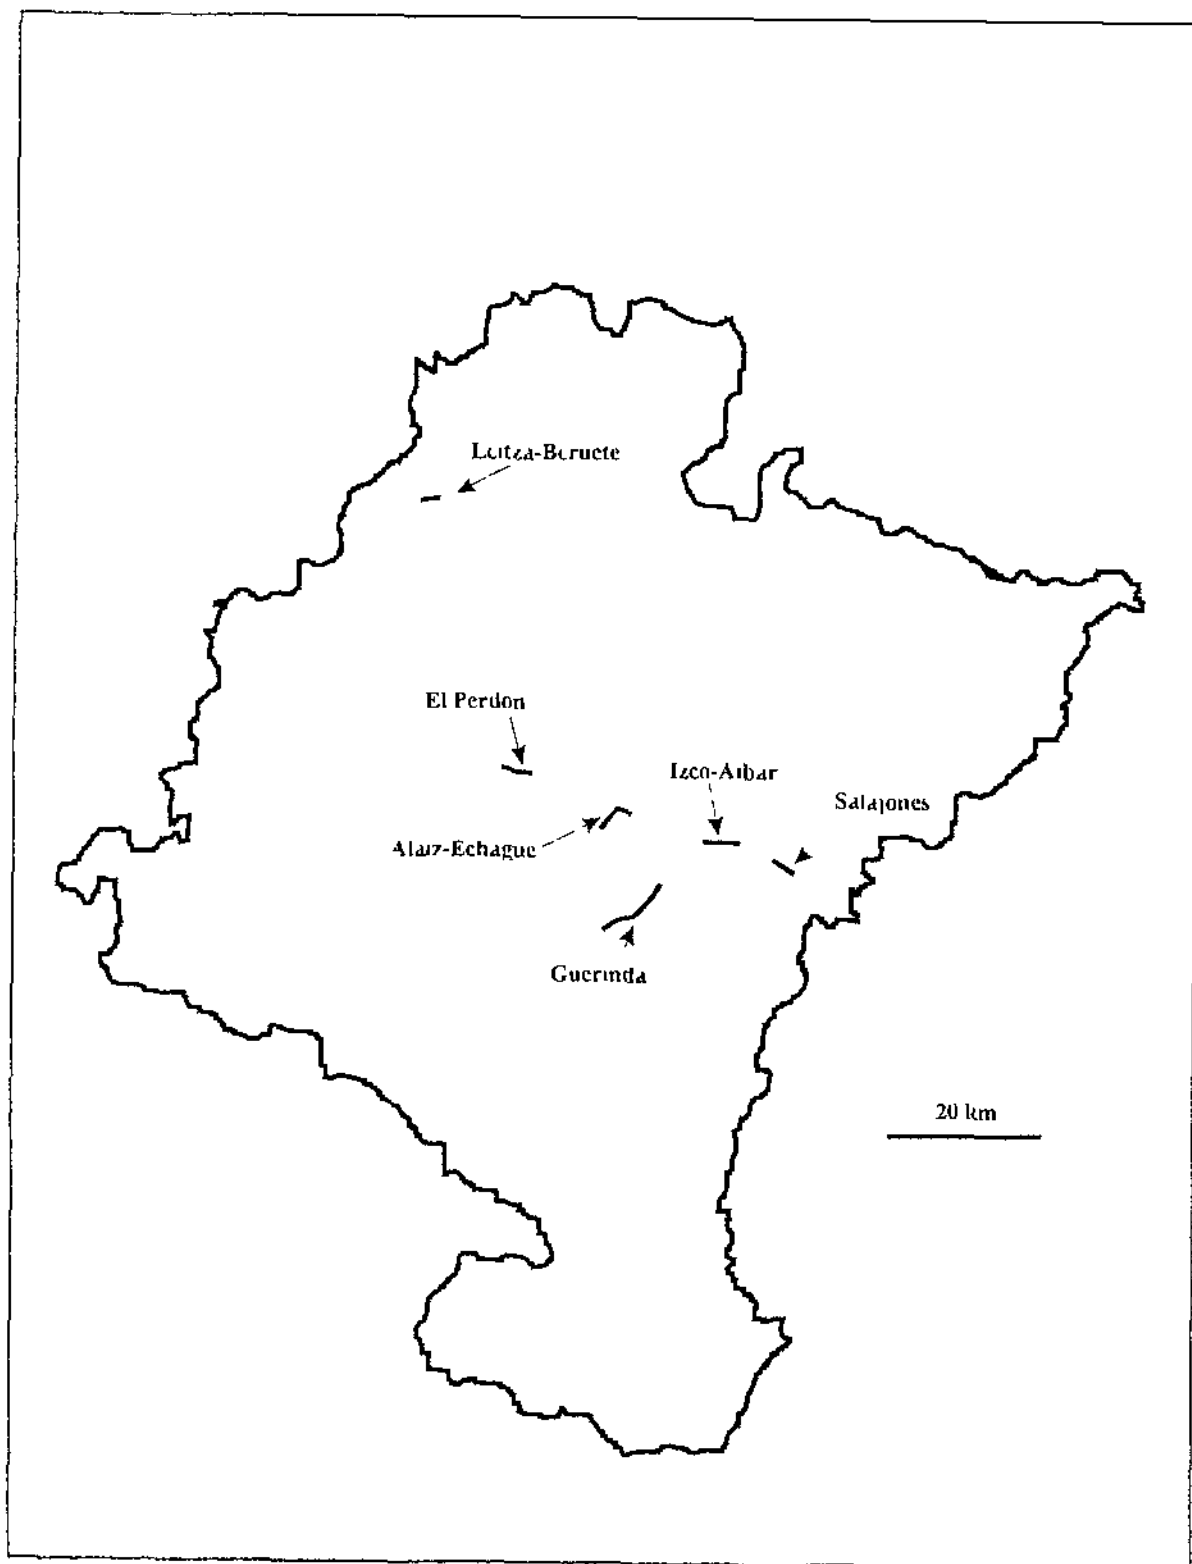 Leitza-Beruete
El Perdon
Izco-Aibar
Salajones
Alaiz-Echague
Guerinda
20 km